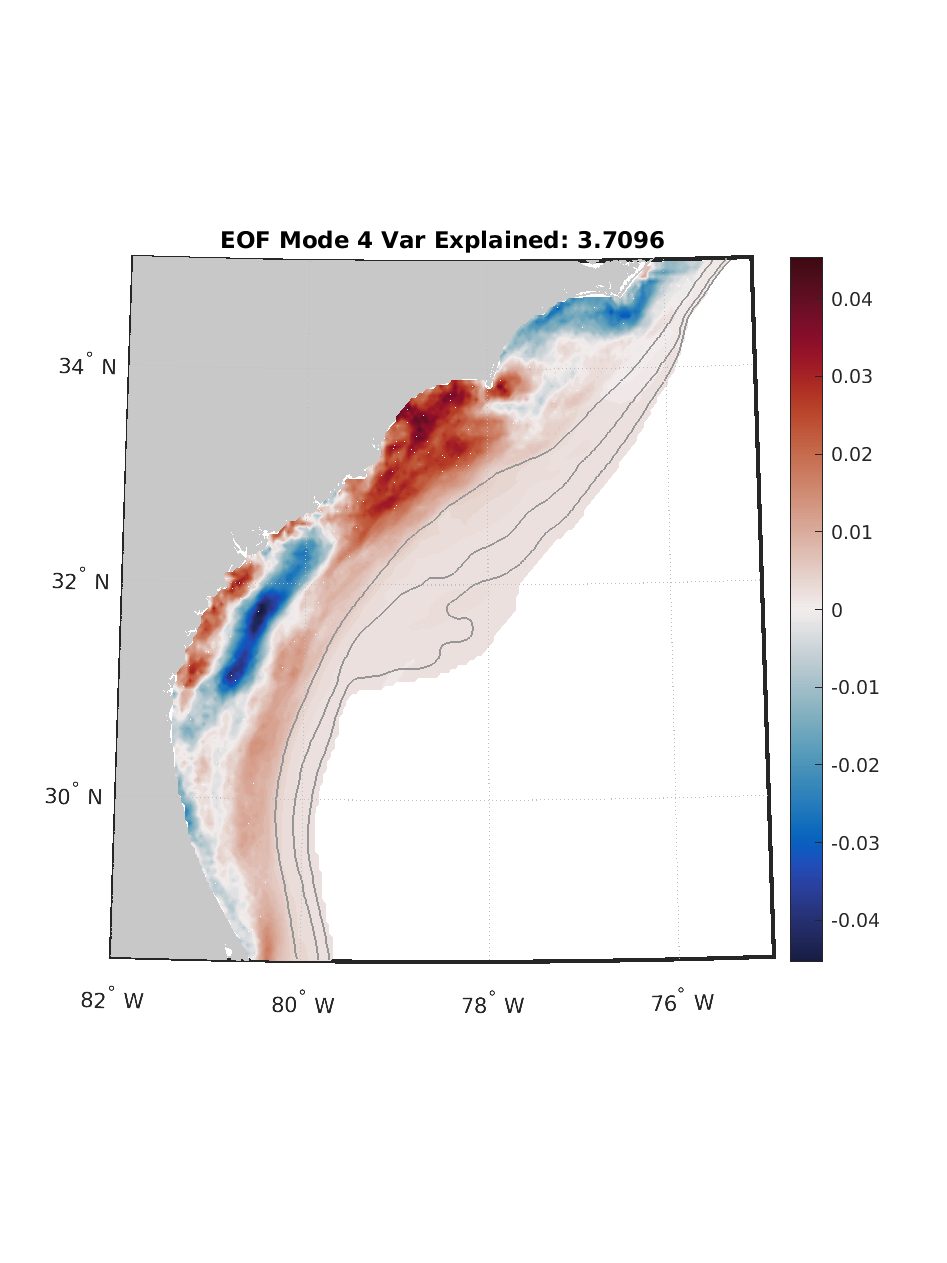 EOF Mode 4 Var Explained: 3.7096
34° N
32° N
30° N
82° W
80° W
78° W
76° W
0.04
0.03
0.02
0.01
0
-0.01
-0.02
-0.03
-0.04